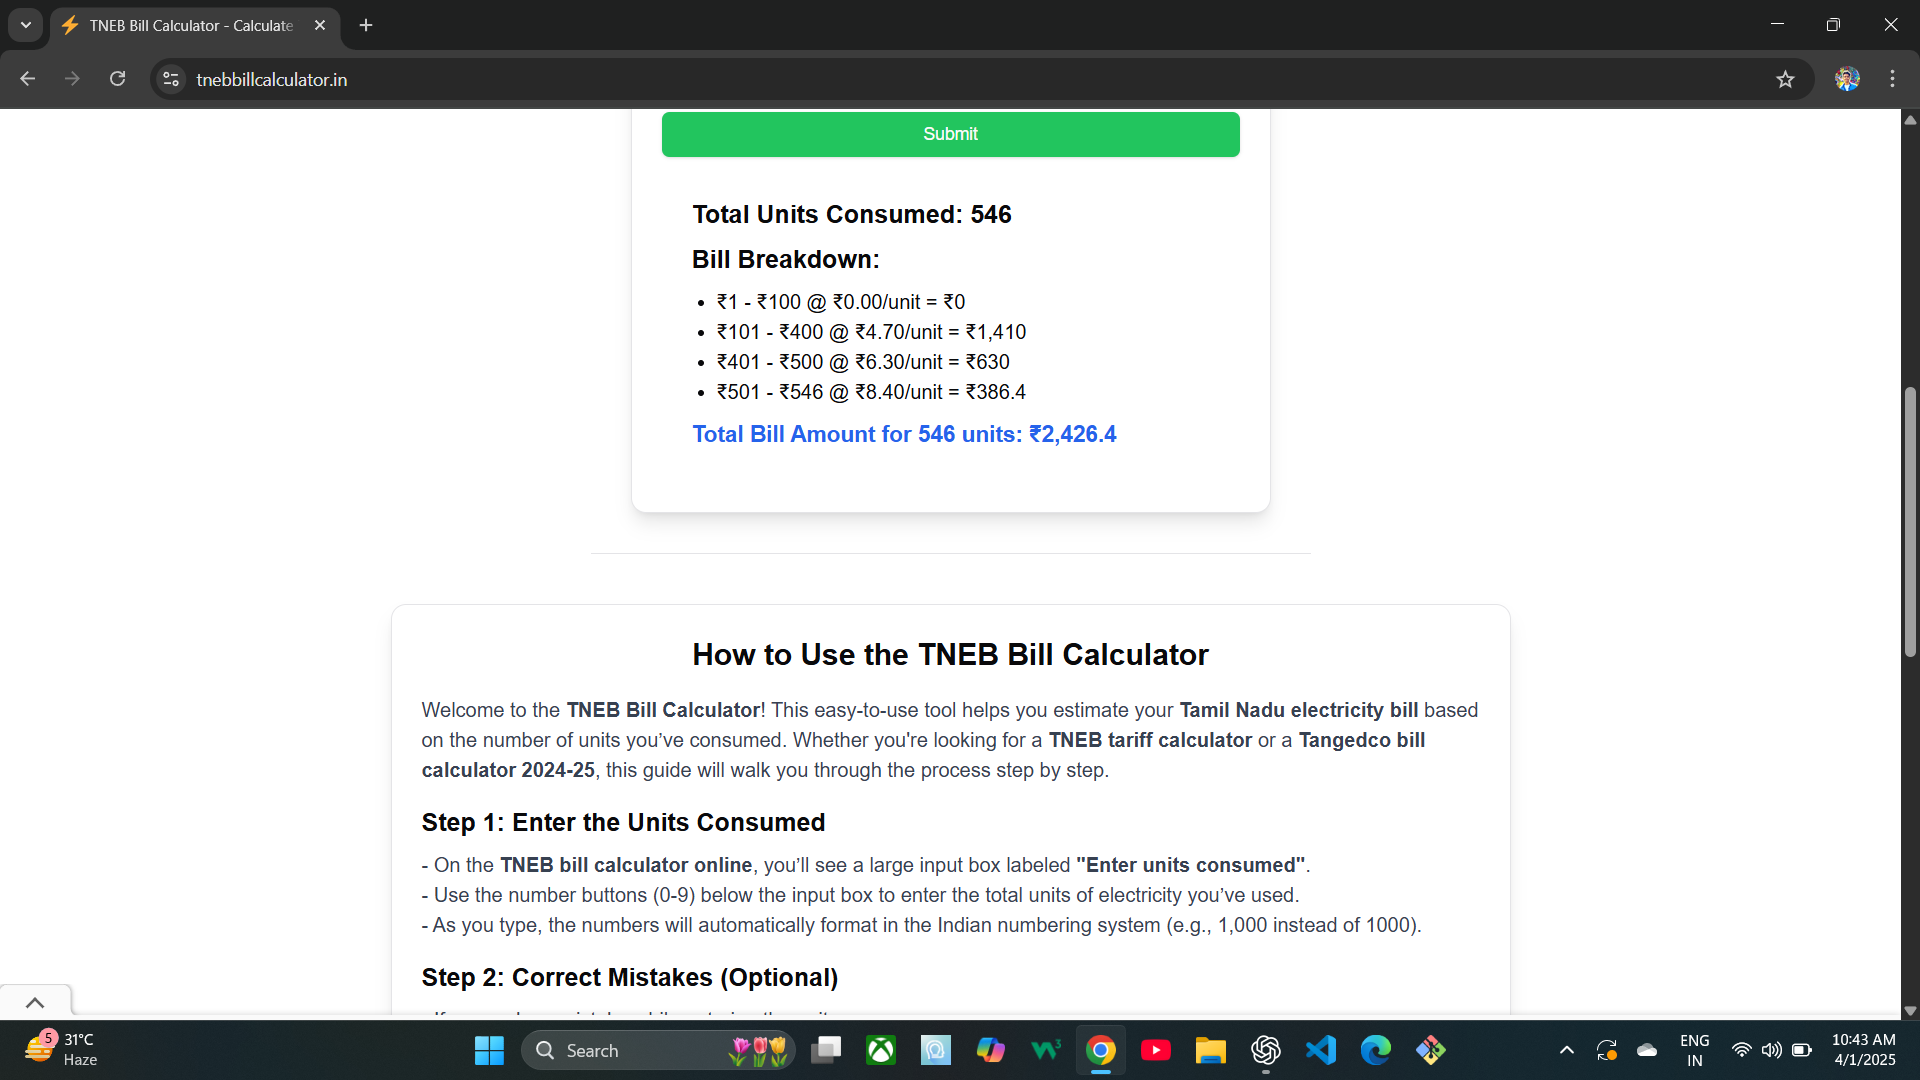 TNEB Bill Calculator - Calculate
tnebbillcalculator.in
Submit
Total Units Consumed: 546
Bill Breakdown:
• ₹1 - ₹100 @ ₹0.00/unit = ₹0
• ₹101 - ₹400 @ ₹4.70/unit = ₹1,410
• ₹401 - ₹500 @ ₹6.30/unit = ₹630
• ₹501 - ₹546 @ ₹8.40/unit = ₹386.4
Total Bill Amount for 546 units: ₹2,426.4
How to Use the TNEB Bill Calculator
Welcome to the TNEB Bill Calculator! This easy-to-use tool helps you estimate your Tamil Nadu electricity bill based
on the number of units you’ve consumed. Whether you're looking for a TNEB tariff calculator or a Tangedco bill
calculator 2024-25, this guide will walk you through the process step by step.
Step 1: Enter the Units Consumed
- On the TNEB bill calculator online, you’ll see a large input box labeled "Enter units consumed".
- Use the number buttons (0-9) below the input box to enter the total units of electricity you’ve used.
- As you type, the numbers will automatically format in the Indian numbering system (e.g., 1,000 instead of 1000).
Step 2: Correct Mistakes (Optional)
5
31°C
Haze
Search
W3
ENG
IN
10:43 AM
4/1/2025